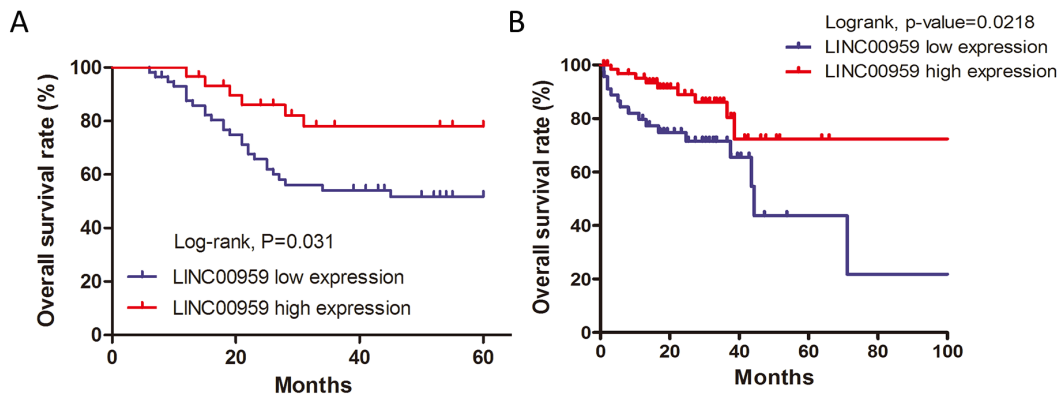 A
Overall survival rate (%)
100
80
60
40
20
0
Log-rank, P=0.031
LINC00959 low expression
LINC00959 high expression
0 20 40 60
Months
B
Logrank, p-value=0.0218
LINC00959 low expression
LINC00959 high expression
Overall survival rate (%)
100
80
60
40
20
0
0 20 40 60 80 100
Months